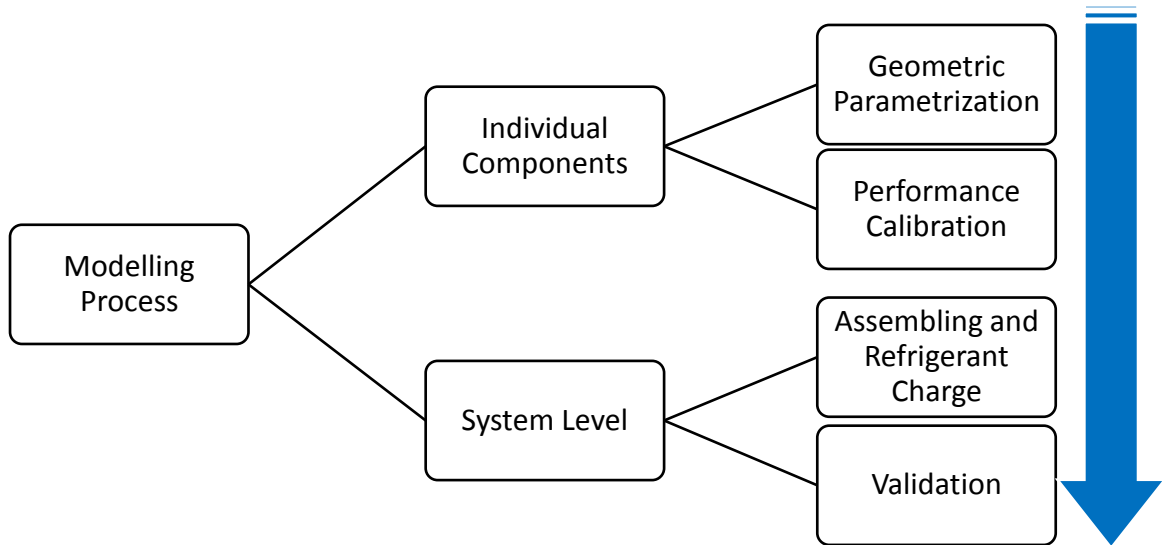 Modelling
Process
Individual
Components
System Level
Geometric
Parametrization
Performance
Calibration
Assembling and
Refrigerant
Charge
Validation